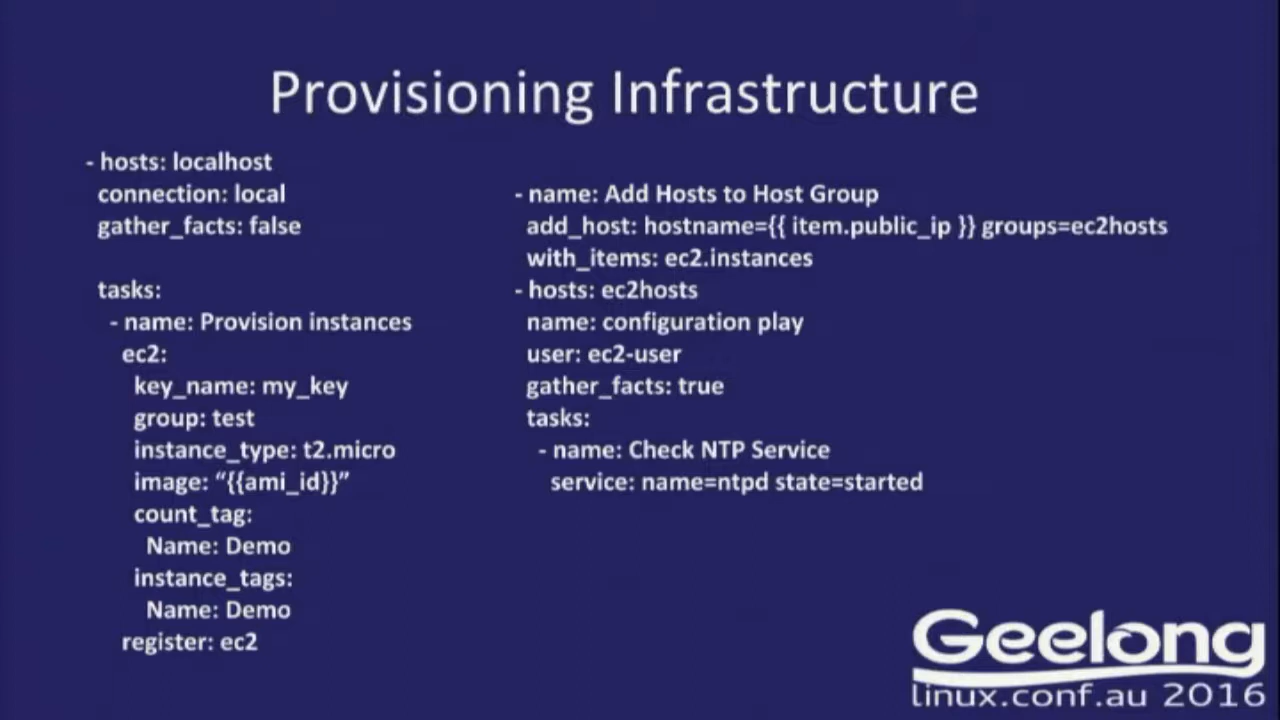 Provisioning Infrastructure
- hosts: localhost
connection: local
gather_facts: false
tasks:
- name: Provision instances
ec2:
key_name: my_key
group: test
instance_type: t2.micro
image: “{{ami_id}}”
count_tag:
Name: Demo
instance_tags:
Name: Demo
register: ec2
- name: Add Hosts to Host Group
add_host: hostname={{ item.public_ip }} groups=ec2hosts
with_items: ec2.instances
- hosts: ec2hosts
name: configuration play
user: ec2-user
gather_facts: true
tasks:
- name: Check NTP Service
service: name=ntpd state=started
Geelong
linux.conf.au 2016